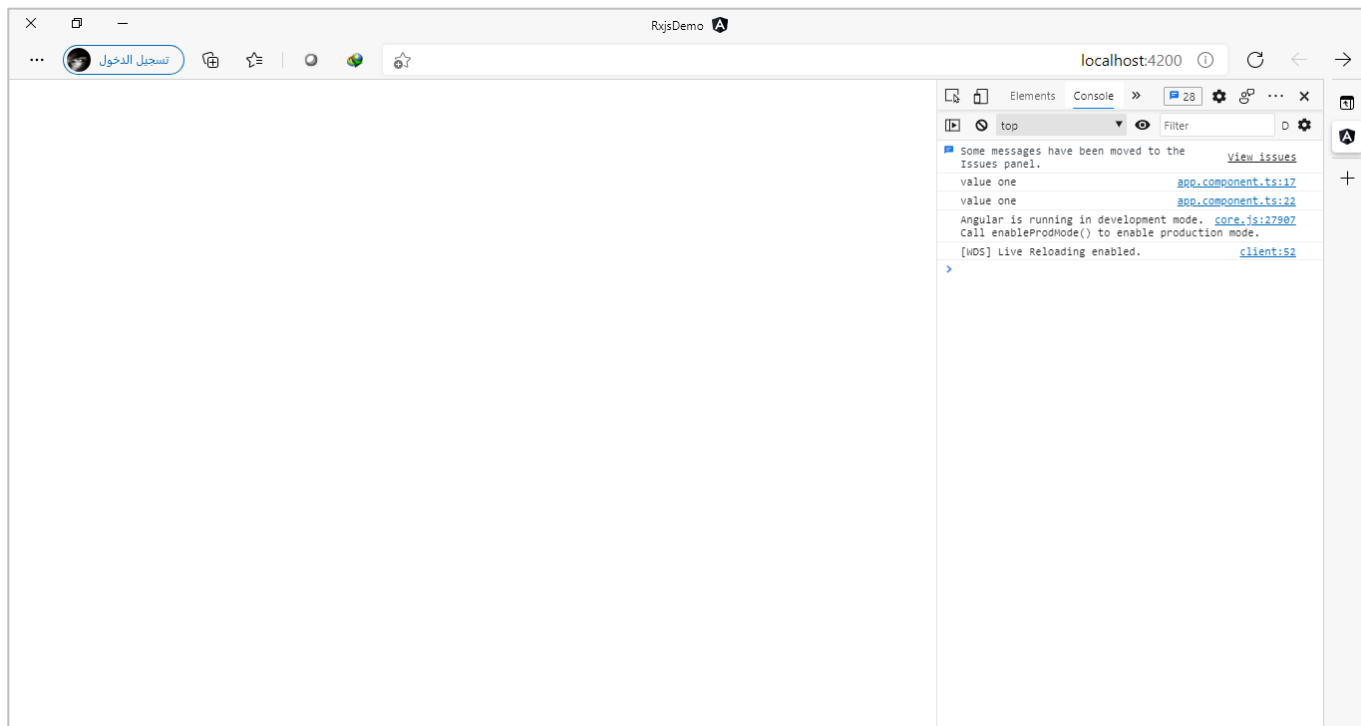 RxjsDemo
تسجيل الدخول
localhost:4200
Elements Console » 28
top Filter D
Some messages have been moved to the View issues
Issues panel.
value one app.component.ts:17
value one app.component.ts:22
Angular is running in development mode. core.js:27907
Call enableProdMode() to enable production mode.
[WDS] Live Reloading enabled. client:52